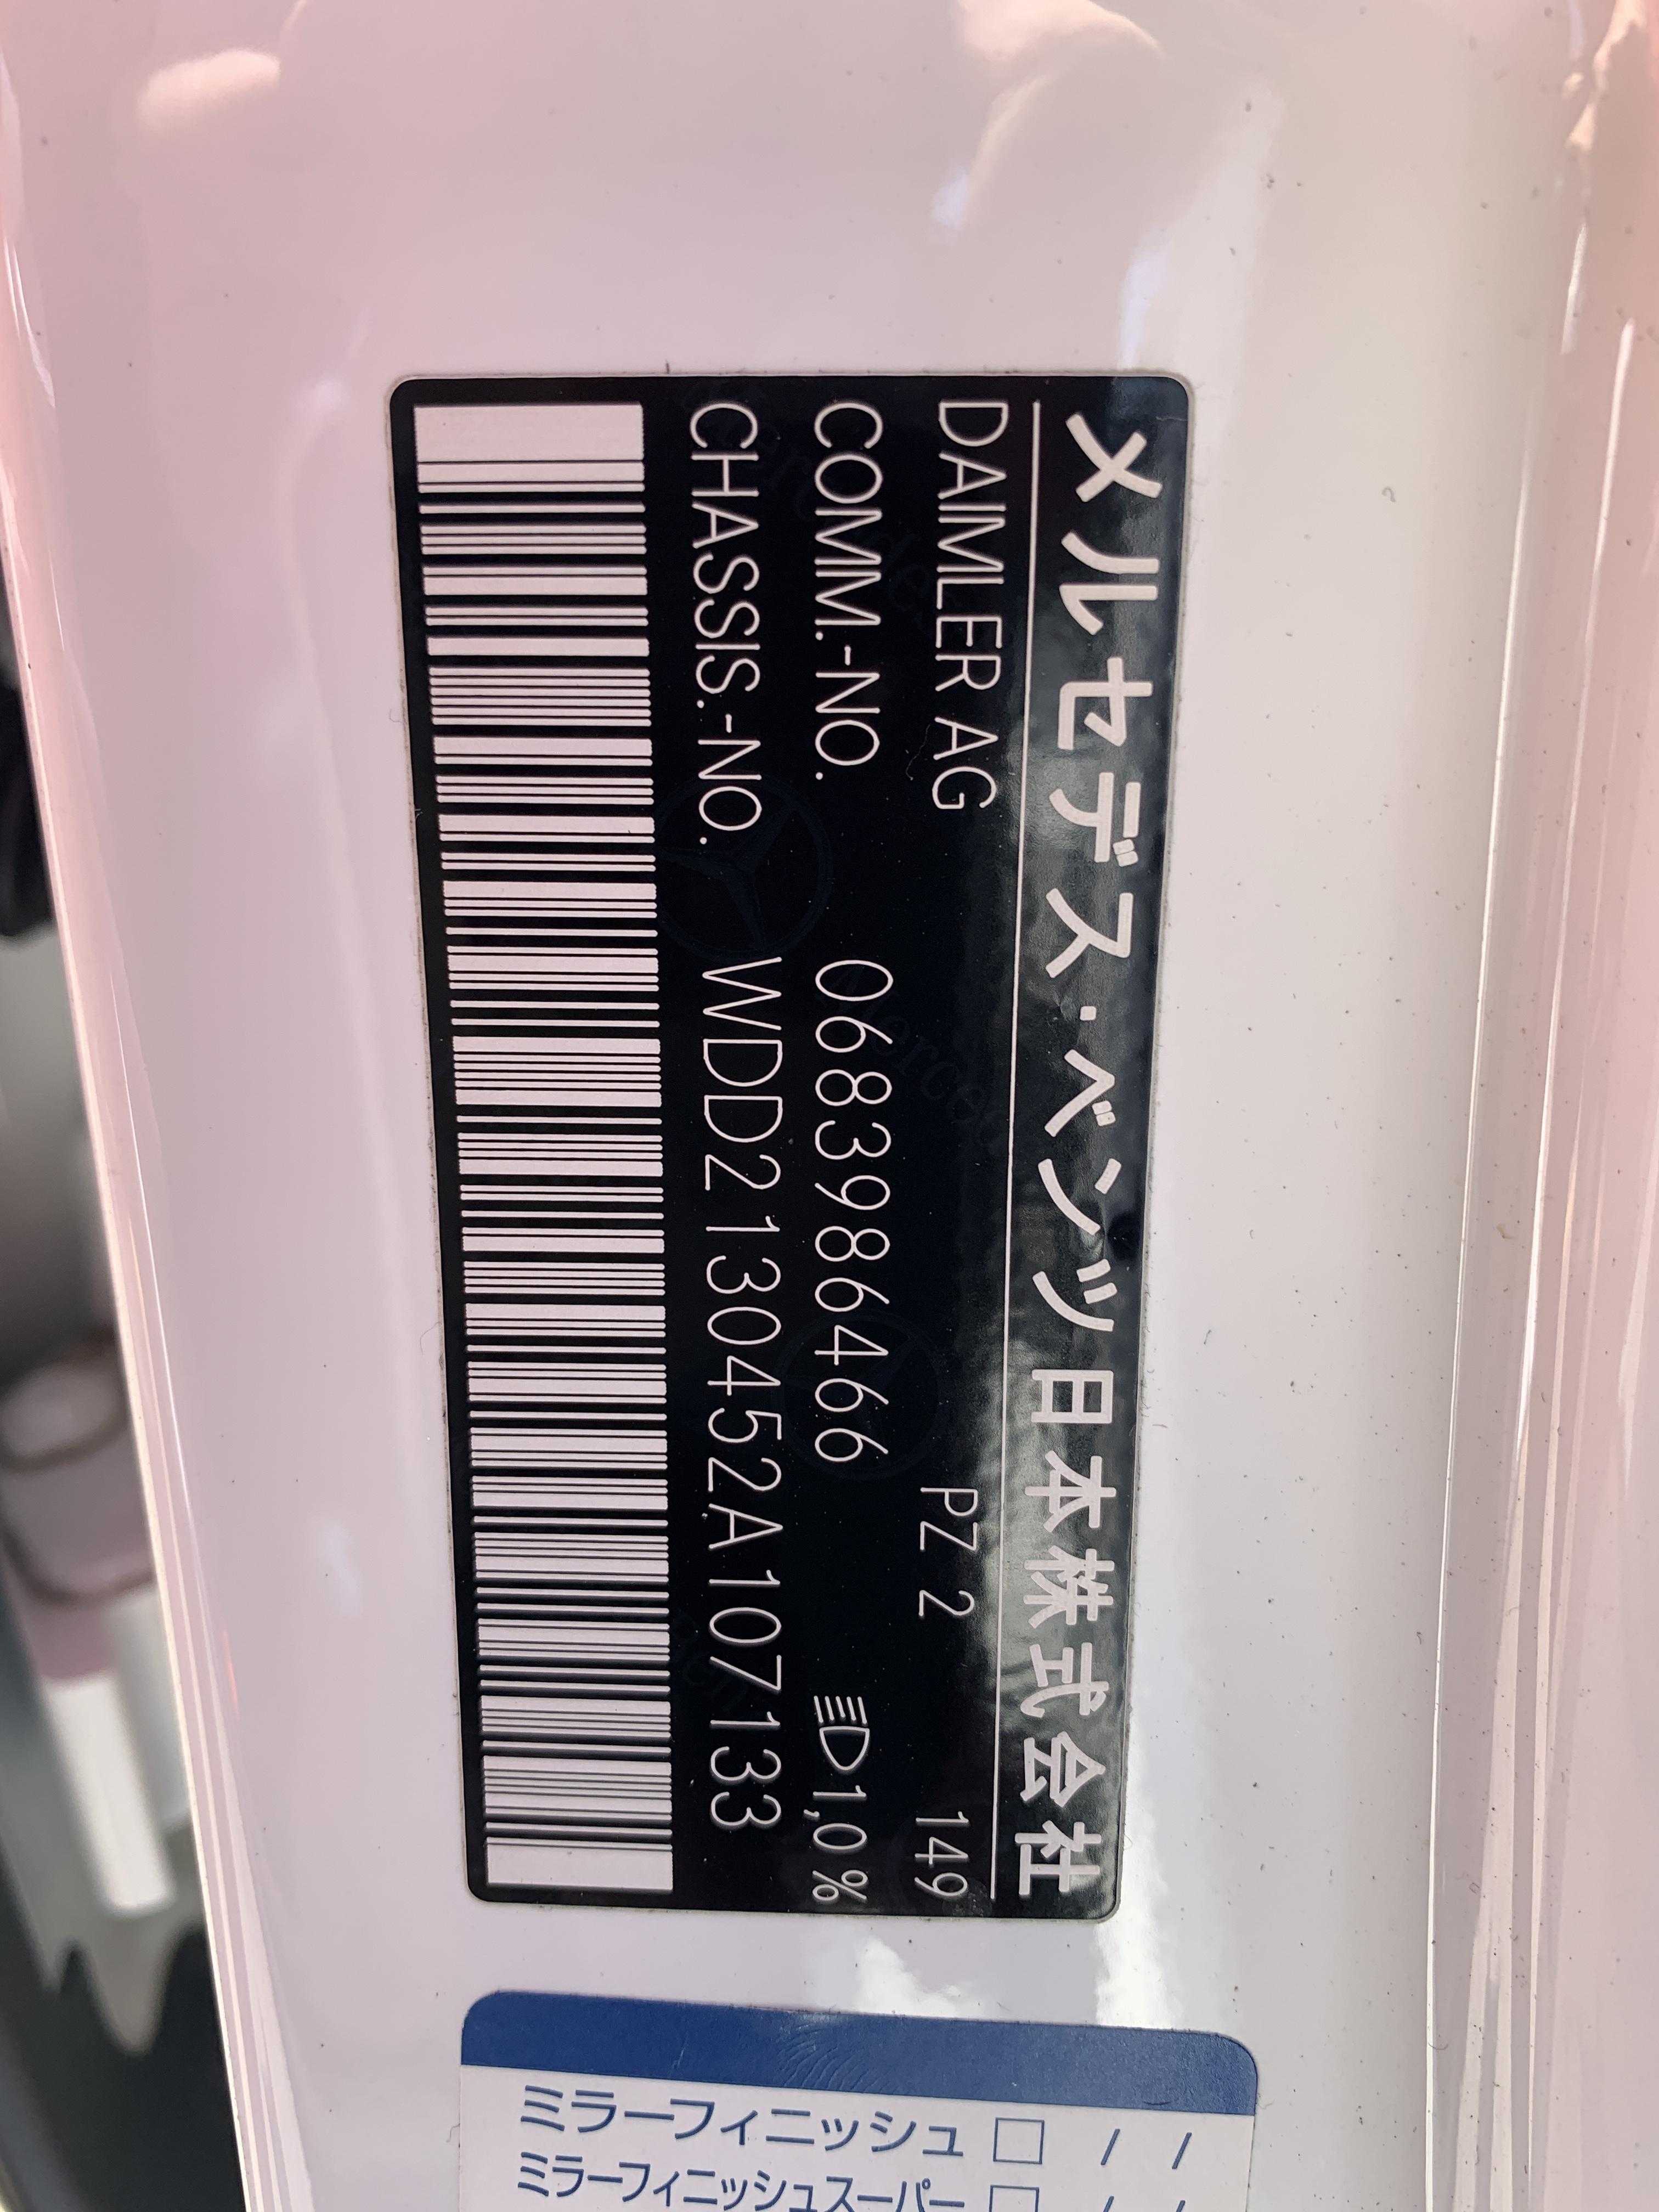 メルセデス・ベンツ日本株式会社
DAIMLER AG PZ 2 149
COMM.-NO. 0683986466 1,0%
CHASSIS.-NO. WDD2130452A107133
ミラーフィニッシュ □ / /
ミラーフィニッシュスーパー □ / /